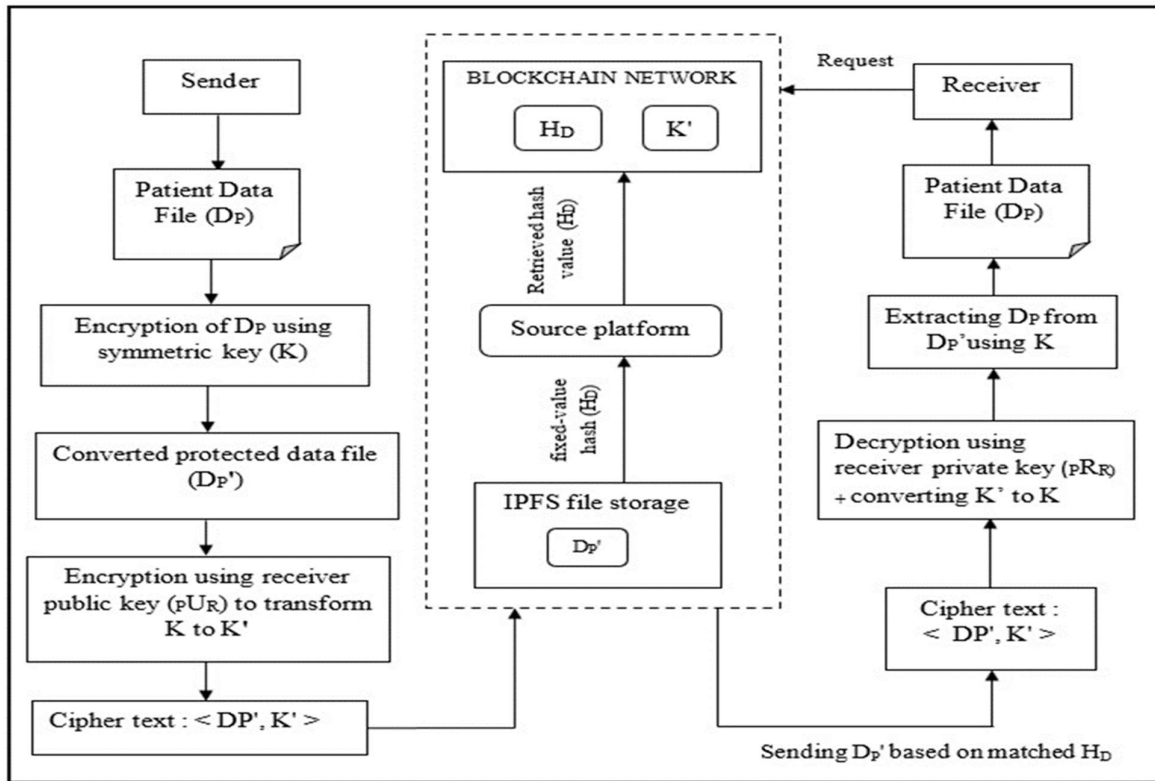 Sender
Patient Data
File (DP)
Encryption of DP using
symmetric key (K)
Converted protected data file
(DP')
Encryption using receiver
public key (PUR) to transform
K to K'
Cipher text : < DP', K' >
BLOCKCHAIN NETWORK
HD
K'
Retrieved hash
value (HD)
Source platform
fixed-value
hash (HD)
IPFS file storage
DP'
Request
Receiver
Patient Data
File (DP)
Extracting DP from
DP’ using K
Decryption using
receiver private key (PRR)
+ converting K’ to K
Cipher text :
< DP', K' >
Sending DP' based on matched HD